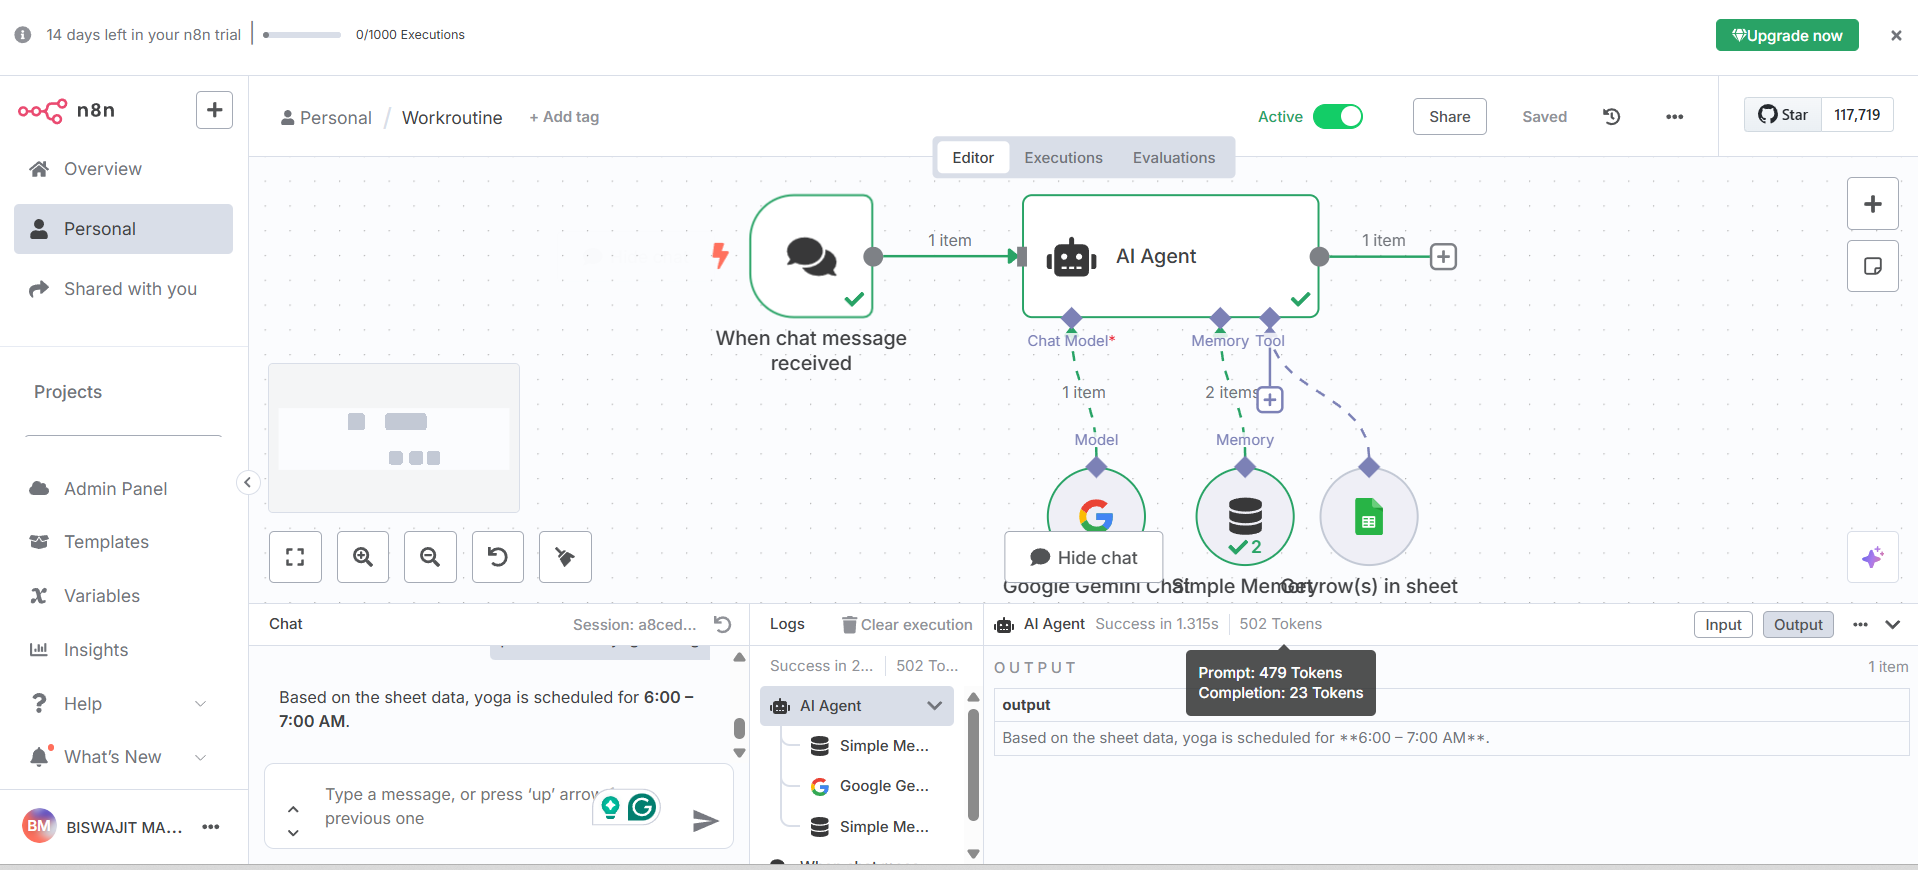 14 days left in your n8n trial
0/1000 Executions
Upgrade now
n8n
Personal / Workroutine
+ Add tag
Active
Share
Saved
Star
117,719
Editor
Executions
Evaluations
Overview
Personal
Shared with you
Projects
Admin Panel
Templates
Variables
Insights
Help
What's New
BM
BISWAJIT MA...
1 item
AI Agent
1 item
When chat message
received
Chat Model*
Memory
Tool
1 item
2 items
Model
Memory
2
Hide chat
Google Gemini Chat
Simple Memory
row(s) in sheet
Chat
Session: a8ced...
Based on the sheet data, yoga is scheduled for 6:00 –
7:00 AM.
Type a message, or press ‘up’ arrow
previous one
Logs
Clear execution
Success in 2...
502 To...
AI Agent
Simple Me...
Google Ge...
Simple Me...
AI Agent
Success in 1.315s
502 Tokens
Input
Output
Prompt: 479 Tokens
Completion: 23 Tokens
OUTPUT
1 item
output
Based on the sheet data, yoga is scheduled for **6:00 – 7:00 AM**.